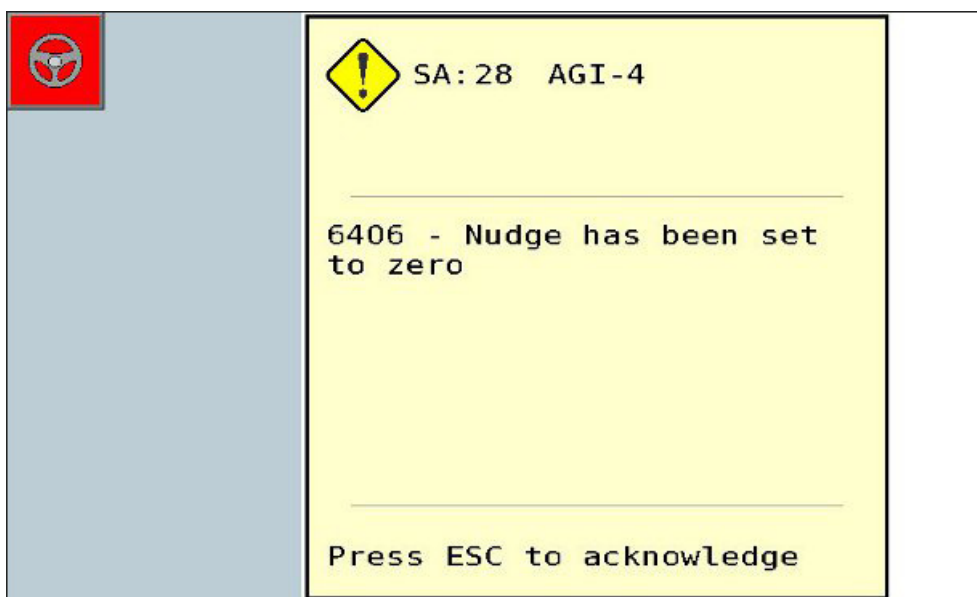 SA:28 AGI-4
6406 - Nudge has been set
to zero
Press ESC to acknowledge